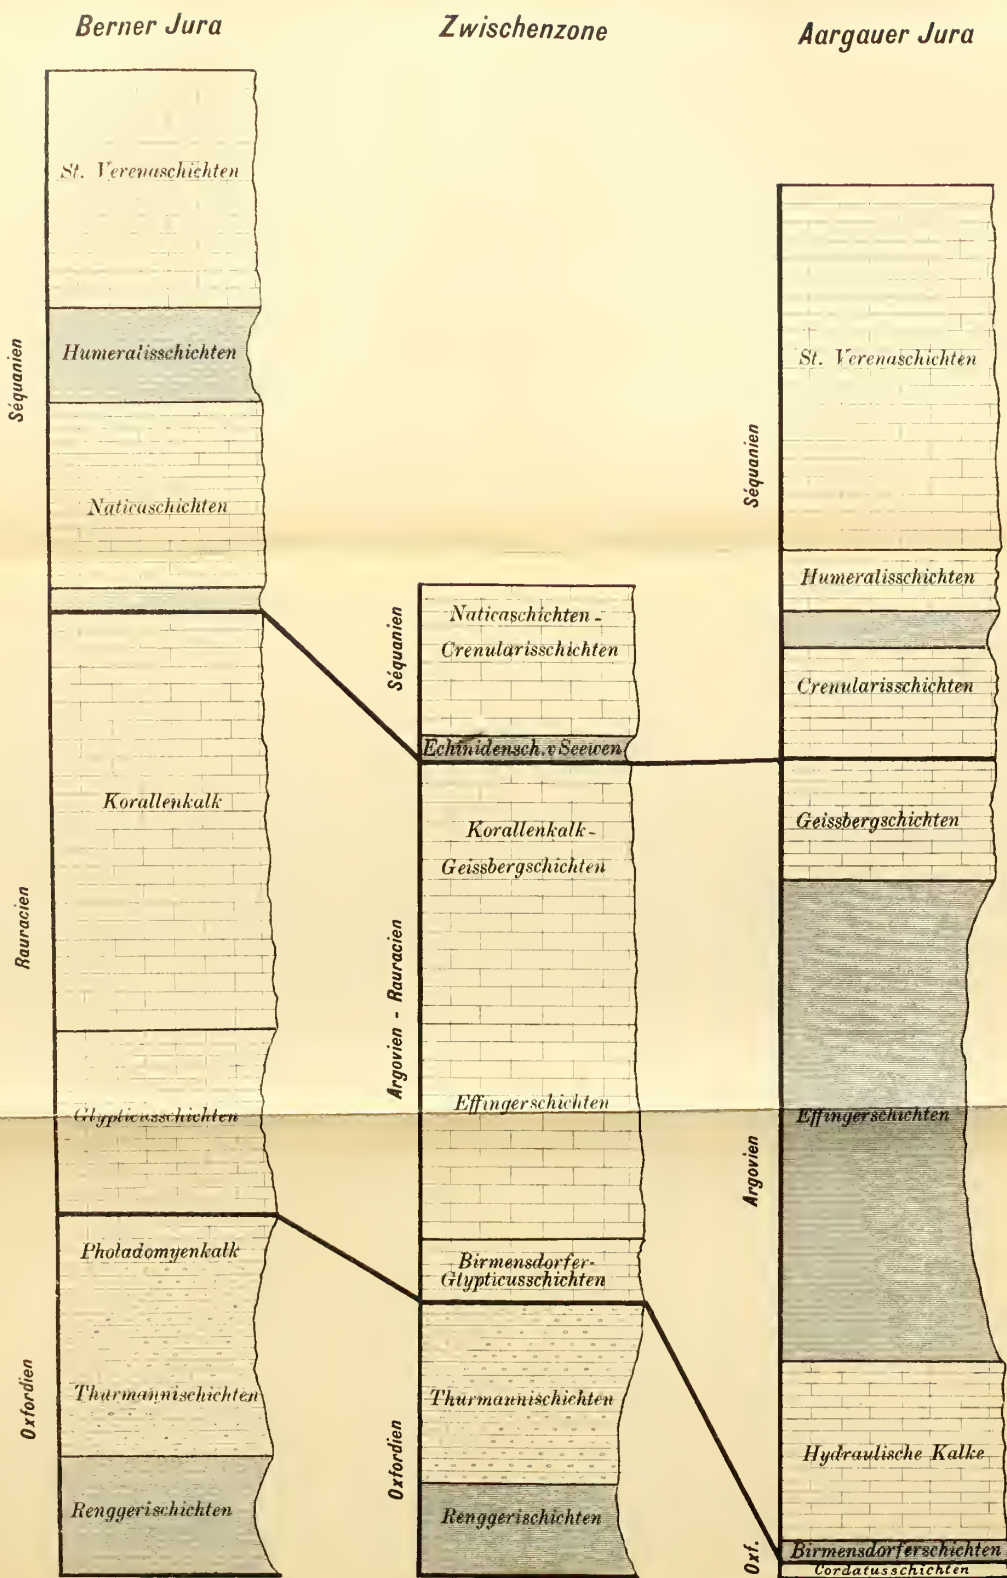 Berner Jura
Zwischenzone
Aargauer Jura
Séquanien
St. Verenaschichten
Humeralisschichten
Naticaschichten
Rauracien
Korallenkalk
Glypticusschichten
Oxfordien
Pholadomyenkalk
Thurmannischichten
Renggerischichten
Séquanien
Naticaschichten-
Crenularisschichten
Echinidensch. v Seewen
Argovien - Rauracien
Korallenkalk-
Geissbergschichten
Effingerschichten
Birmensdorfer-
Glypticusschichten
Oxfordien
Thurmannischichten
Renggerischichten
Séquanien
St. Verenaschichten
Humeralisschichten
Crenularisschichten
Argovien
Geissbergschichten
Effingerschichten
Hydraulische Kalke
Birmensdorferschichten
Oxf.
Cordatusschichten